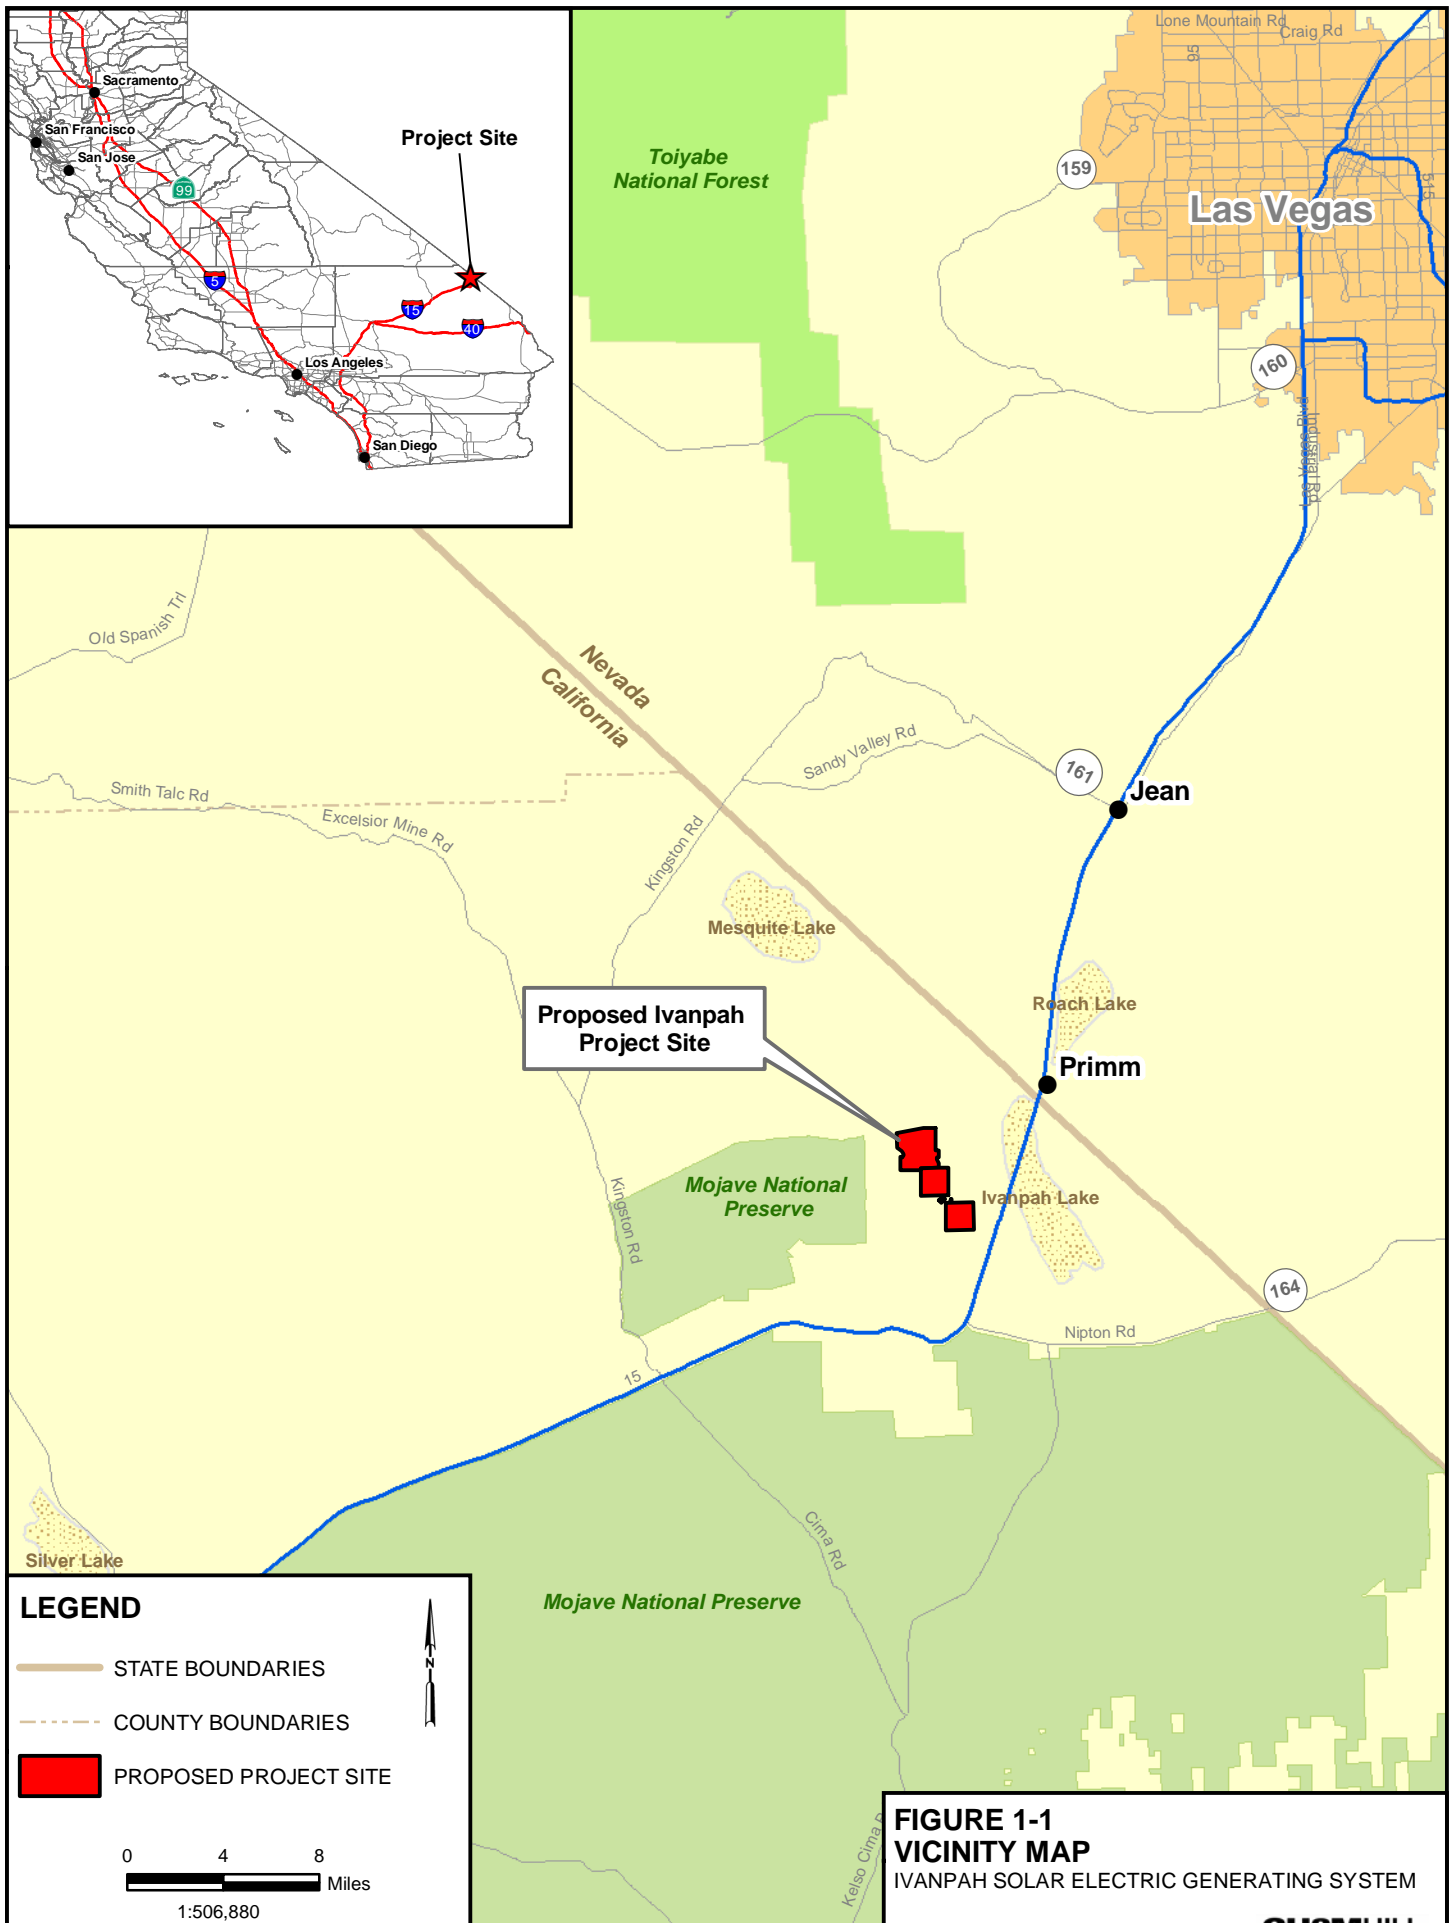 Sacramento
San Francisco
San Jose
99
Project Site
5
15
40
Los Angeles
San Diego
Toiyabe
National Forest
Lone Mountain Rd
Craig Rd
95
159
Las Vegas
515
160
Industrial Rd
Old Spanish Trl
Nevada
California
Sandy Valley Rd
161
Jean
Smith Talc Rd
Excelsior Mine Rd
Kingston Rd
Mesquite Lake
Roach Lake
Proposed Ivanpah
Project Site
Primm
Mojave National
Preserve
Ivanpah Lake
Kingston Rd
164
Nipton Rd
15
Cima Rd
Silver Lake
Mojave National Preserve
Kelso Cima
LEGEND
N
STATE BOUNDARIES
COUNTY BOUNDARIES
PROPOSED PROJECT SITE
0 4 8
Miles
1:506,880
FIGURE 1-1
VICINITY MAP
IVANPAH SOLAR ELECTRIC GENERATING SYSTEM